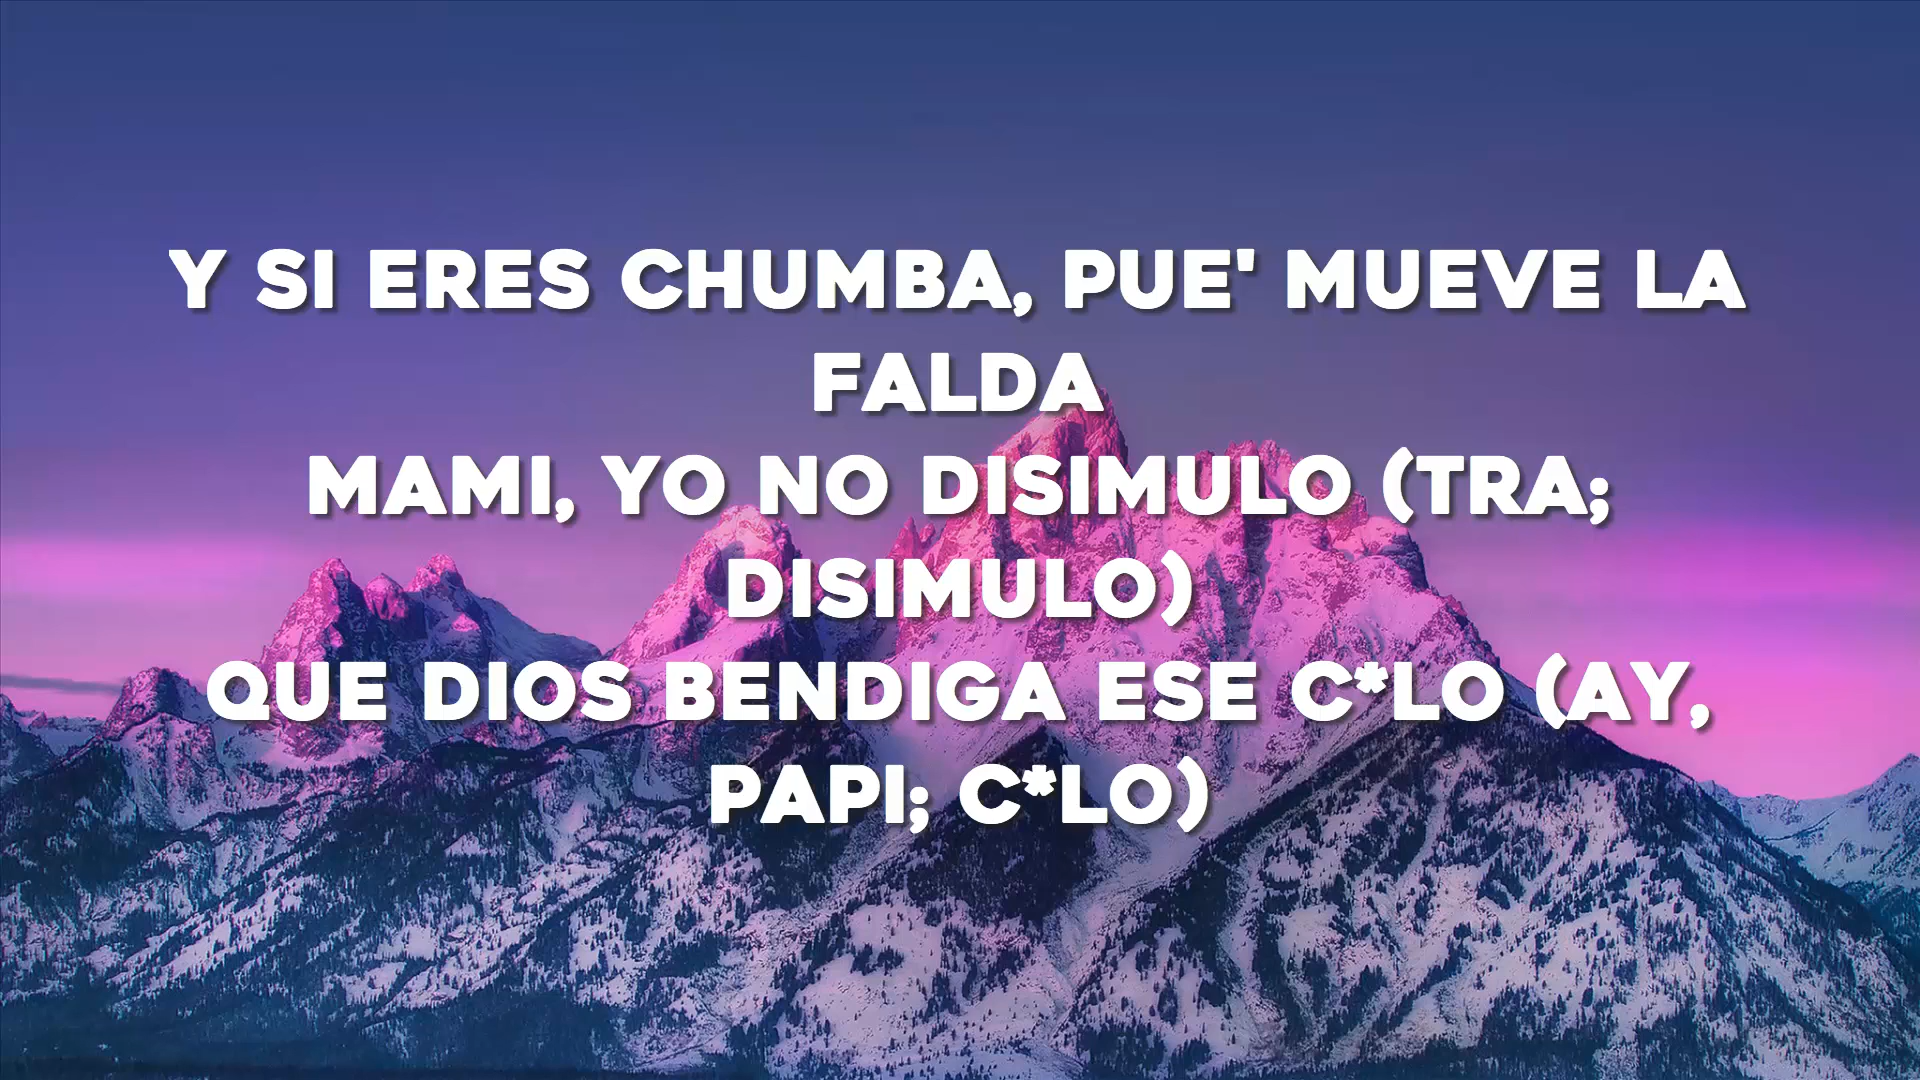 Y SI ERES CHUMBA, PUE' MUEVE LA
FALDA
MAMI, YO NO DISIMULO (TRA;
DISIMULO)
QUE DIOS BENDIGA ESE C*LO (AY,
PAPI; C*LO)